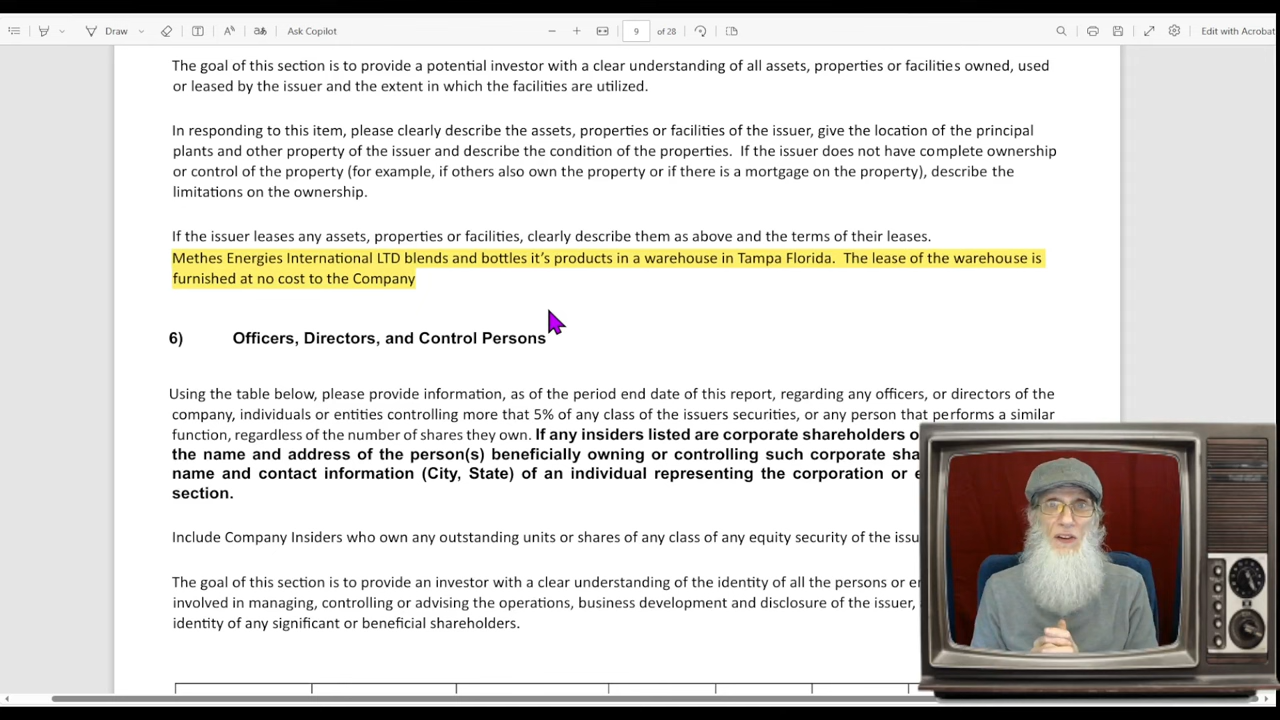 Draw
Ask Copilot
9
of 28
Edit with Acrobat
The goal of this section is to provide a potential investor with a clear understanding of all assets, properties or facilities owned, used
or leased by the issuer and the extent in which the facilities are utilized.
In responding to this item, please clearly describe the assets, properties or facilities of the issuer, give the location of the principal
plants and other property of the issuer and describe the condition of the properties. If the issuer does not have complete ownership
or control of the property (for example, if others also own the property or if there is a mortgage on the property), describe the
limitations on the ownership.
If the issuer leases any assets, properties or facilities, clearly describe them as above and the terms of their leases.
Methes Energies International LTD blends and bottles it's products in a warehouse in Tampa Florida. The lease of the warehouse is
furnished at no cost to the Company
6) Officers, Directors, and Control Persons
Using the table below, please provide information, as of the period end date of this report, regarding any officers, or directors of the
company, individuals or entities controlling more that 5% of any class of the issuers securities, or any person that performs a similar
function, regardless of the number of shares they own. If any insiders listed are corporate shareholders o
the name and address of the person(s) beneficially owning or controlling such corporate sha
name and contact information (City, State) of an individual representing the corporation or e
section.
Include Company Insiders who own any outstanding units or shares of any class of any equity security of the issu
The goal of this section is to provide an investor with a clear understanding of the identity of all the persons or en
involved in managing, controlling or advising the operations, business development and disclosure of the issuer,
identity of any significant or beneficial shareholders.